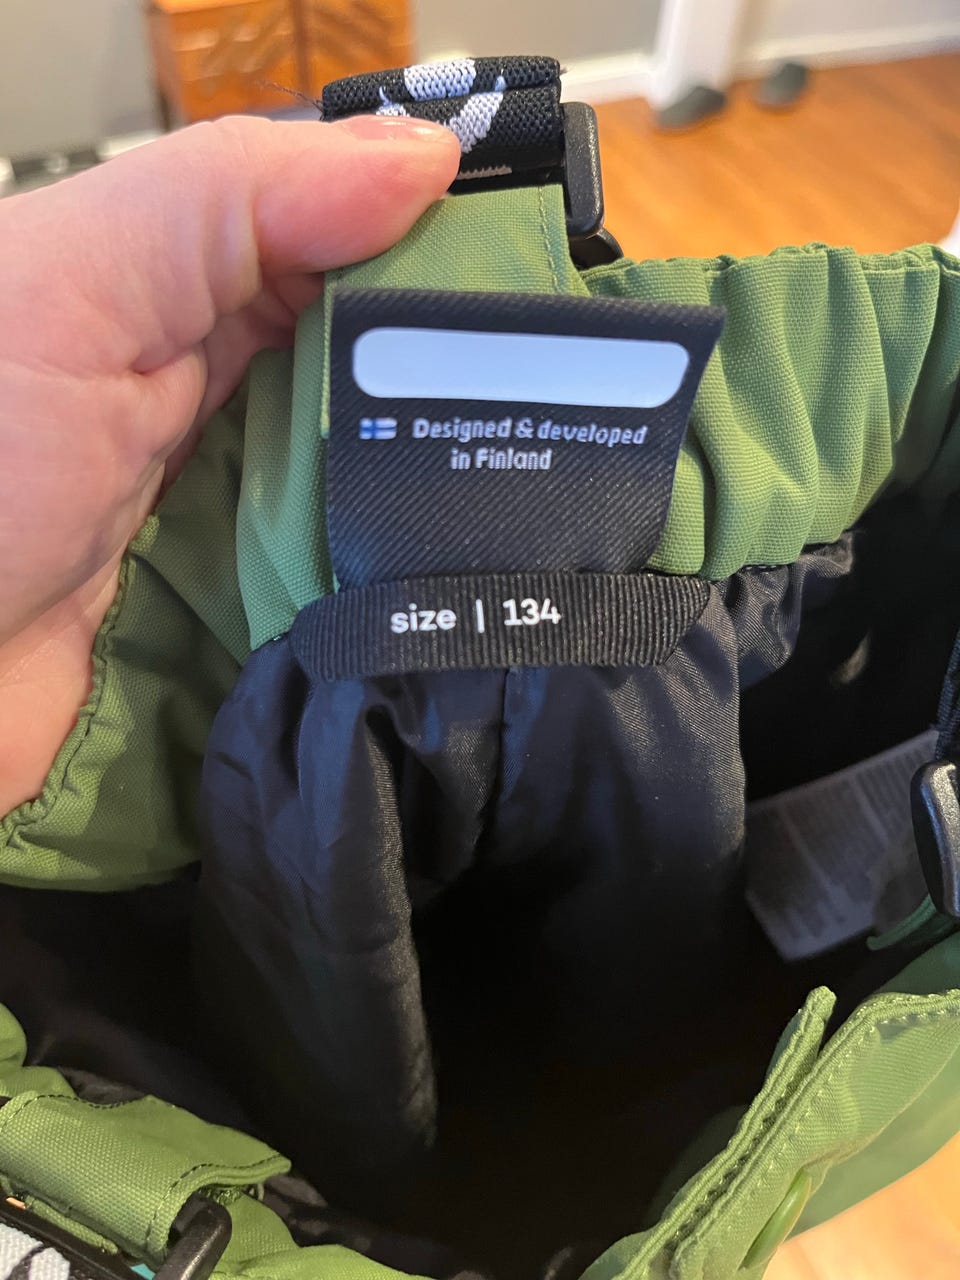 Designed & developed
in Finland
size | 134